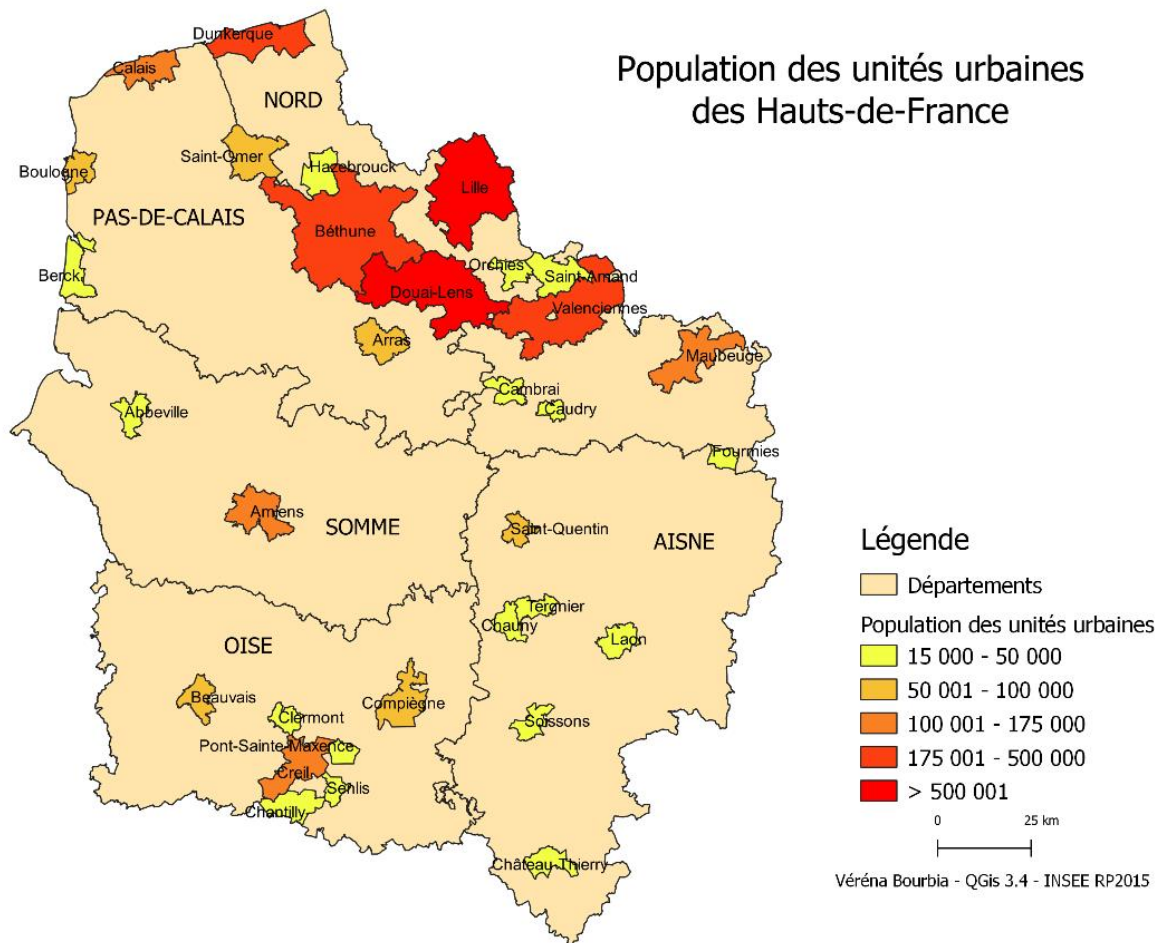 Population des unités urbaines
des Hauts-de-France
Dunkerque
Calais
NORD
Saint-Omer
Hazebrouck
Boulogne
Lille
PAS-DE-CALAIS
Béthune
Orchies
Saint-Amand
Berck
Douai-Lens
Valenciennes
Arras
Maubeuge
Cambrai
Abbeville
Caudry
Fourmies
Amiens
SOMME
Saint-Quentin
AISNE
Tergnier
Chauny
Laon
OISE
Beauvais
Compiègne
Clermont
Soissons
Pont-Sainte-Maxence
Creil
Senlis
Chantilly
Château-Thierry
Légende
Départements
Population des unités urbaines
15 000 - 50 000
50 001 - 100 000
100 001 - 175 000
175 001 - 500 000
> 500 001
0 25 km
Véréna Bourbia - QGis 3.4 - INSEE RP2015